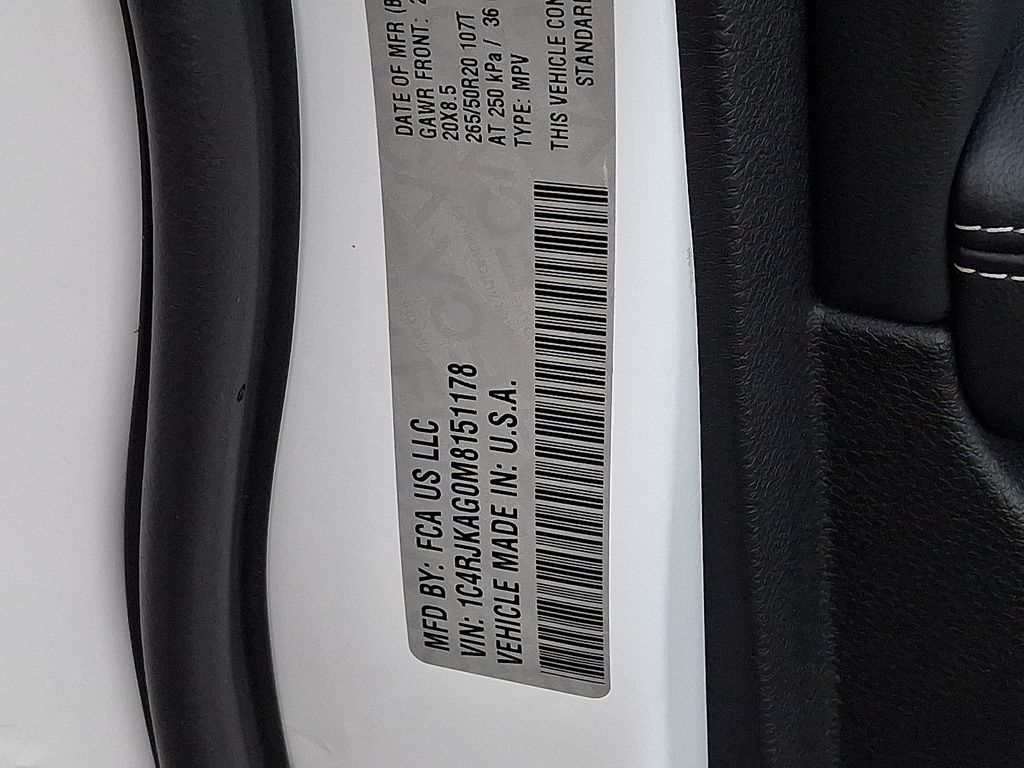 MFD BY: FCA US LLC
VIN: 1C4RJKAG0M8151178
VEHICLE MADE IN: U.S.A.
DATE OF MFR
GAWR FRONT:
20X8.5
265/50R20 107T
AT 250 kPa / 36
TYPE: MPV
THIS VEHICLE
STANDARD